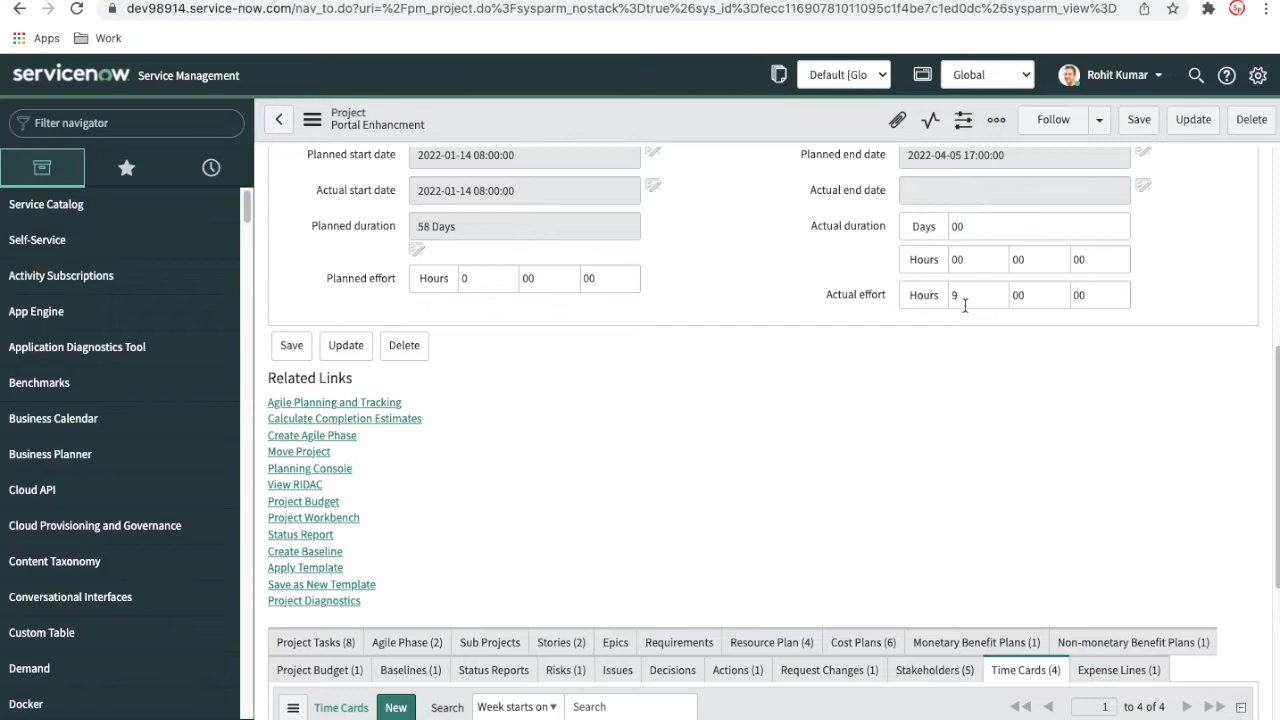 dev98914.service-now.com/nav_to.do?uri=%2Fpm_project.do%3Fsysparm_nostack%3Dtrue%26sys_id%3Dfecc11690781011095c1f4be7c1ed0dc%26sysparm_view%3D
Sp
Apps Work
servicenow Service Management Default [Glo Global Rohit Kumar
Filter navigator
Project
Portal Enhancment
Follow Save Update Delete
Planned start date 2022-01-14 08:00:00 Planned end date 2022-04-05 17:00:00
Actual start date 2022-01-14 08:00:00 Actual end date
Planned duration 58 Days Actual duration Days 00
Hours 00 00 00
Planned effort Hours 0 00 00
Actual effort Hours 9 00 00
Save Update Delete
Related Links
Agile Planning and Tracking
Calculate Completion Estimates
Create Agile Phase
Move Project
Planning Console
View RIDAC
Project Budget
Project Workbench
Status Report
Create Baseline
Apply Template
Save as New Template
Project Diagnostics
Project Tasks (8) Agile Phase (2) Sub Projects Stories (2) Epics Requirements Resource Plan (4) Cost Plans (6) Monetary Benefit Plans (1) Non-monetary Benefit Plans (1)
Project Budget (1) Baselines (1) Status Reports Risks (1) Issues Decisions Actions (1) Request Changes (1) Stakeholders (5) Time Cards (4) Expense Lines (1)
Time Cards New Search Week starts on Search 1 to 4 of 4
Service Catalog
Self-Service
Activity Subscriptions
App Engine
Application Diagnostics Tool
Benchmarks
Business Calendar
Business Planner
Cloud API
Cloud Provisioning and Governance
Content Taxonomy
Conversational Interfaces
Custom Table
Demand
Docker